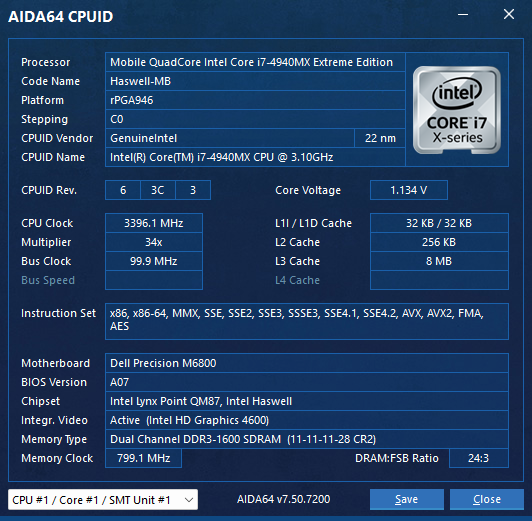 AIDA64 CPUID
Processor Mobile QuadCore Intel Core i7-4940MX Extreme Edition
Code Name Haswell-MB
Platform rPGA946
Stepping C0
CPUID Vendor GenuineIntel 22 nm
CPUID Name Intel(R) Core(TM) i7-4940MX CPU @ 3.10GHz
intel
CORE i7
X-series
CPUID Rev. 6 3C 3 Core Voltage 1.134 V
CPU Clock 3396.1 MHz L1I / L1D Cache 32 KB / 32 KB
Multiplier 34x L2 Cache 256 KB
Bus Clock 99.9 MHz L3 Cache 8 MB
Bus Speed L4 Cache
Instruction Set x86, x86-64, MMX, SSE, SSE2, SSE3, SSSE3, SSE4.1, SSE4.2, AVX, AVX2, FMA,
AES
Motherboard Dell Precision M6800
BIOS Version A07
Chipset Intel Lynx Point QM87, Intel Haswell
Integr. Video Active (Intel HD Graphics 4600)
Memory Type Dual Channel DDR3-1600 SDRAM (11-11-11-28 CR2)
Memory Clock 799.1 MHz DRAM:FSB Ratio 24:3
CPU #1 / Core #1 / SMT Unit #1 AIDA64 v7.50.7200 Save Close